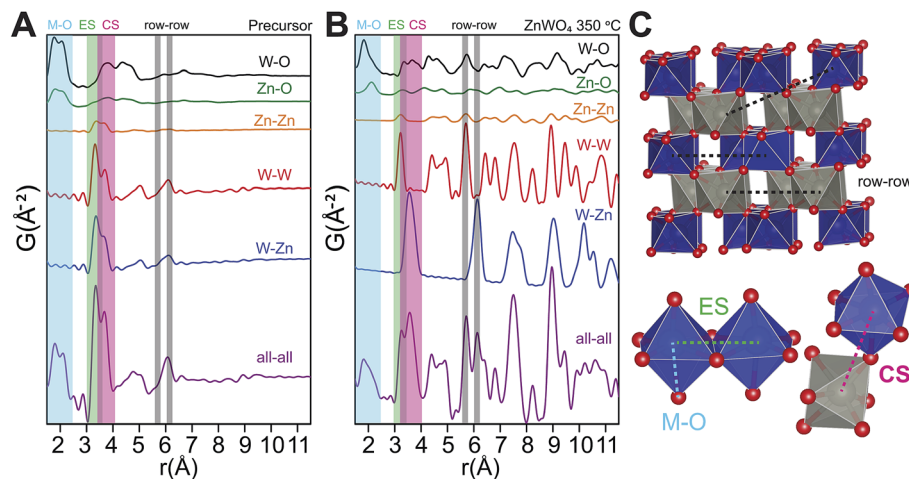 A
M-O ES CS row-row Precursor
W-O
Zn-O
Zn-Zn
W-W
W-Zn
all-all
G(Å⁻²)
2 3 4 5 6 7 8 9 10 11
r(Å)
B
M-O ES CS row-row ZnWO₄ 350 °C
W-O
Zn-O
Zn-Zn
W-W
W-Zn
all-all
G(Å⁻²)
2 3 4 5 6 7 8 9 10 11
r(Å)
C
row-row
ES
M-O
CS